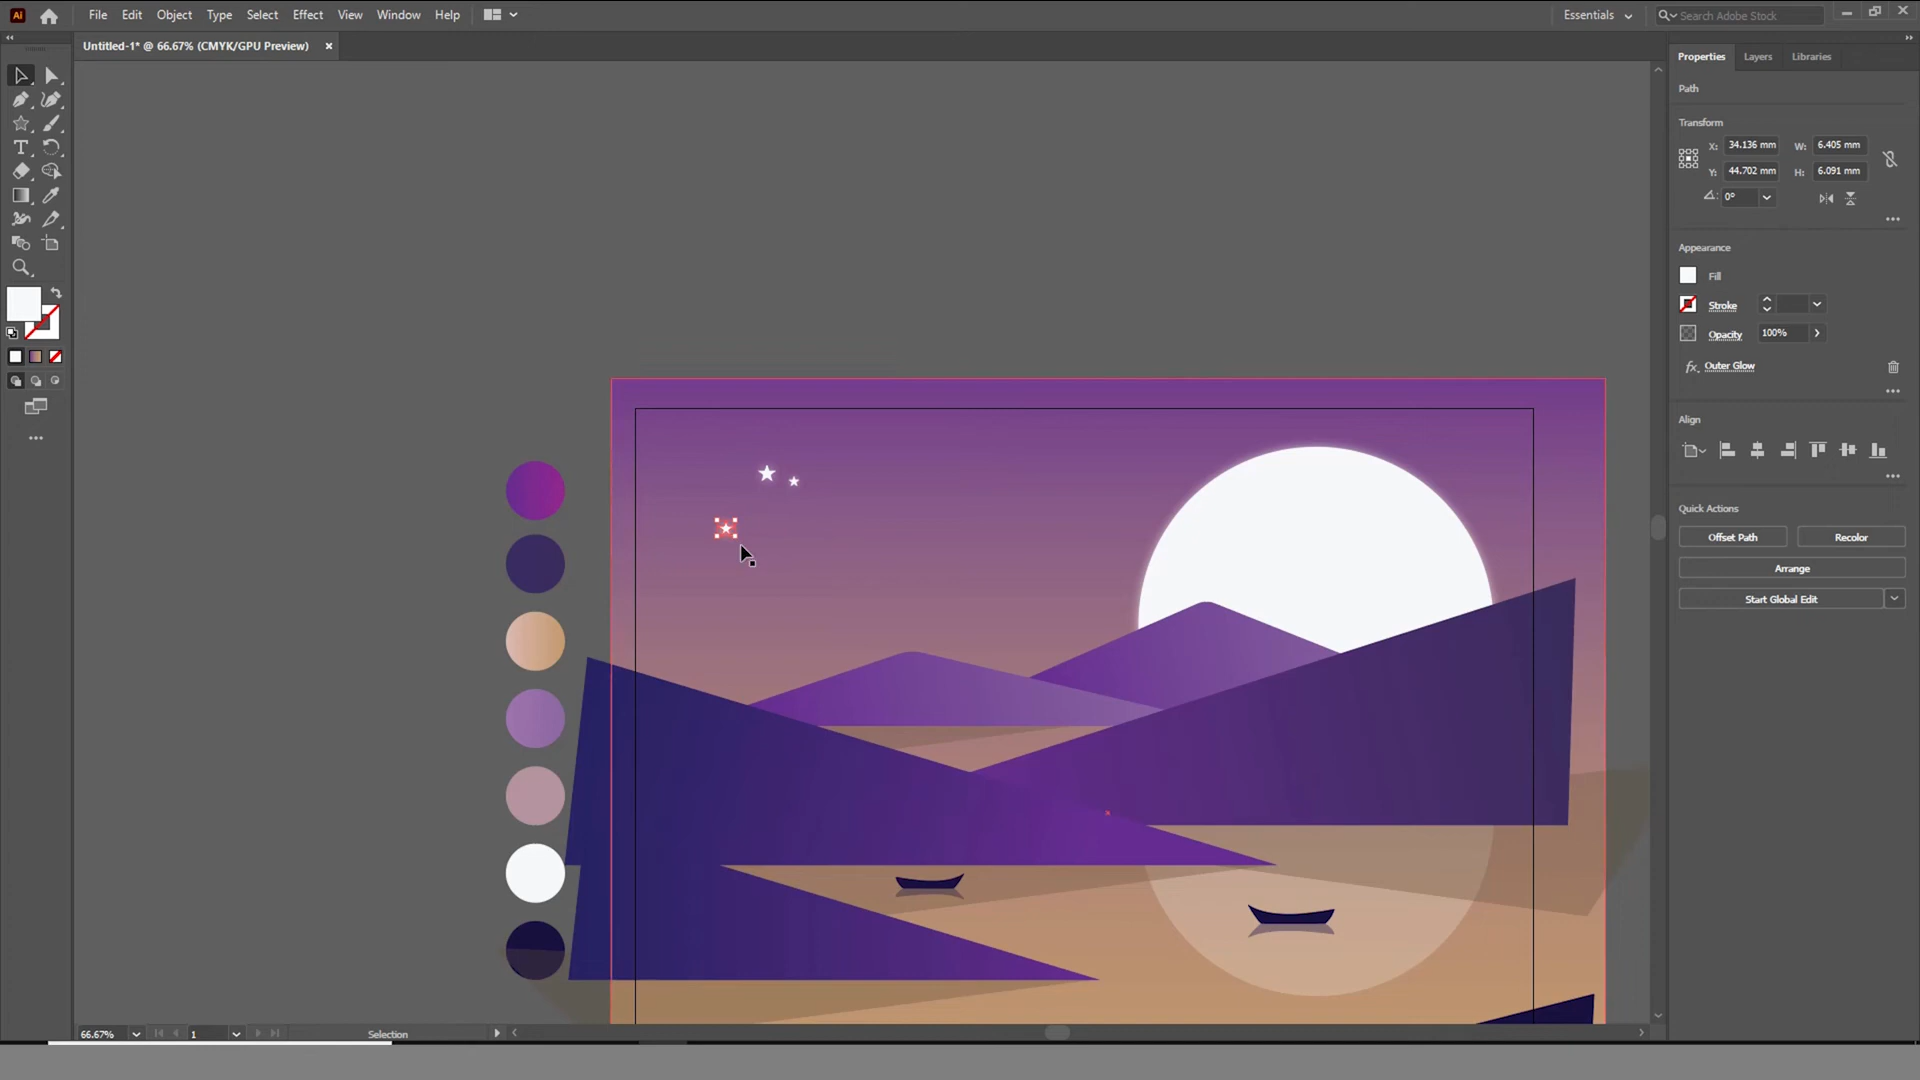 Ai File Edit Object Type Select Effect View Window Help Essentials Search Adobe Stock
Untitled-1* @ 66.67% (CMYK/GPU Preview) ×
Properties Layers Libraries
Path
Transform
X: 34.136 mm W: 6.405 mm
Y: 44.702 mm H: 6.091 mm
0°
Appearance
Fill
Stroke
Opacity 100%
fx. Outer Glow
Align
Quick Actions
Offset Path Recolor
Arrange
Start Global Edit
66.67% 1 Selection